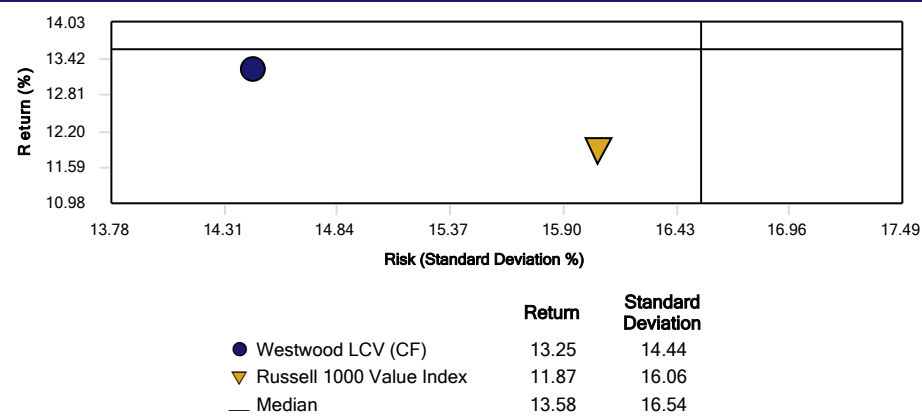 14.03
13.42
12.81
12.20
11.59
10.98
Return (%)
13.78 14.31 14.84 15.37 15.90 16.43 16.96 17.49
Risk (Standard Deviation %)
Return Standard Deviation
Westwood LCV (CF) 13.25 14.44
Russell 1000 Value Index 11.87 16.06
Median 13.58 16.54